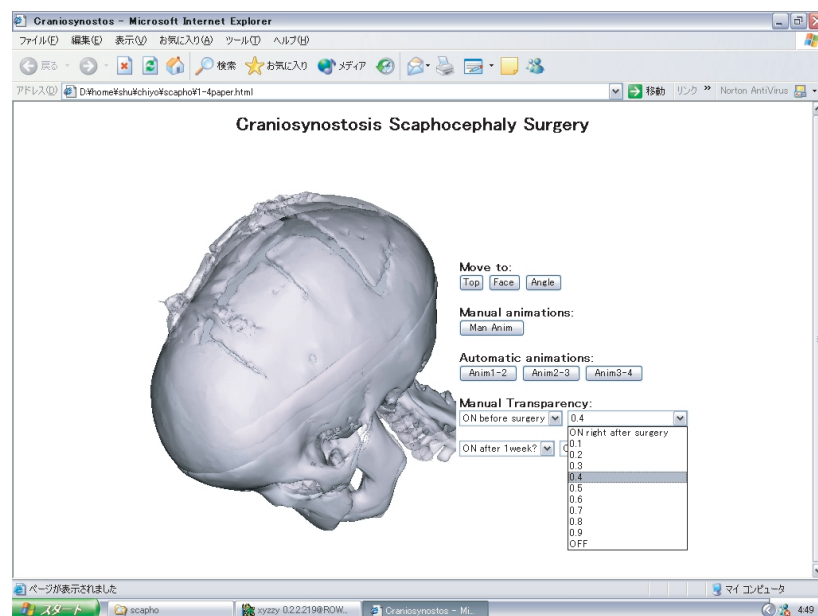 Craniosynostos - Microsoft Internet Explorer
ファイル(F) 編集(E) 表示(V) お気に入り(A) ツール(T) ヘルプ(H)
戻る 検索 お気に入り メディア
アドレス(D) D:¥home¥shu¥chiyo¥scapho¥1-4paper.html 移動 リンク » Norton AntiVirus
Craniosynostosis Scaphocephaly Surgery
Move to:
Top Face Angle
Manual animations:
Man Anim
Automatic animations:
Anim1-2 Anim2-3 Anim3-4
Manual Transparency:
ON before surgery 0.4
ON right after surgery
0.1
ON after 1week?
0.2
0.3
0.4
0.5
0.6
0.7
0.8
0.9
OFF
ページが表示されました マイ コンピュータ
スタート scapho xyzzy 0.2.2.219@ROW... Craniosynostos - Mi... 4:49